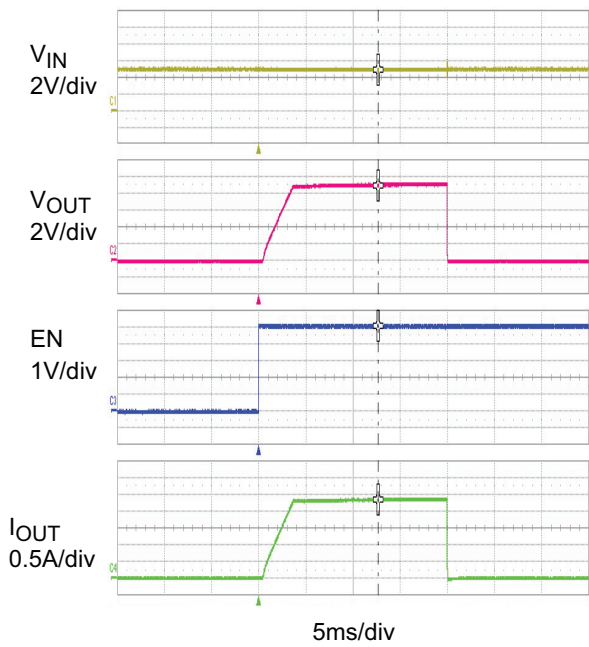 VIN
2V/div
C1
VOUT
2V/div
C2
EN
1V/div
C3
IOUT
0.5A/div
C4
5ms/div